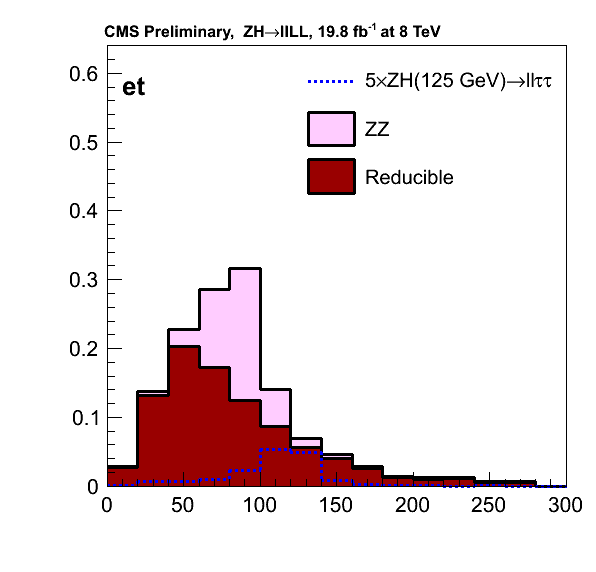 CMS Preliminary,  ZH→llLL, 19.8 fb⁻¹ at 8 TeV
et
5×ZH(125 GeV)→llττ
ZZ
Reducible
0.6
0.5
0.4
0.3
0.2
0.1
0
0 50 100 150 200 250 300